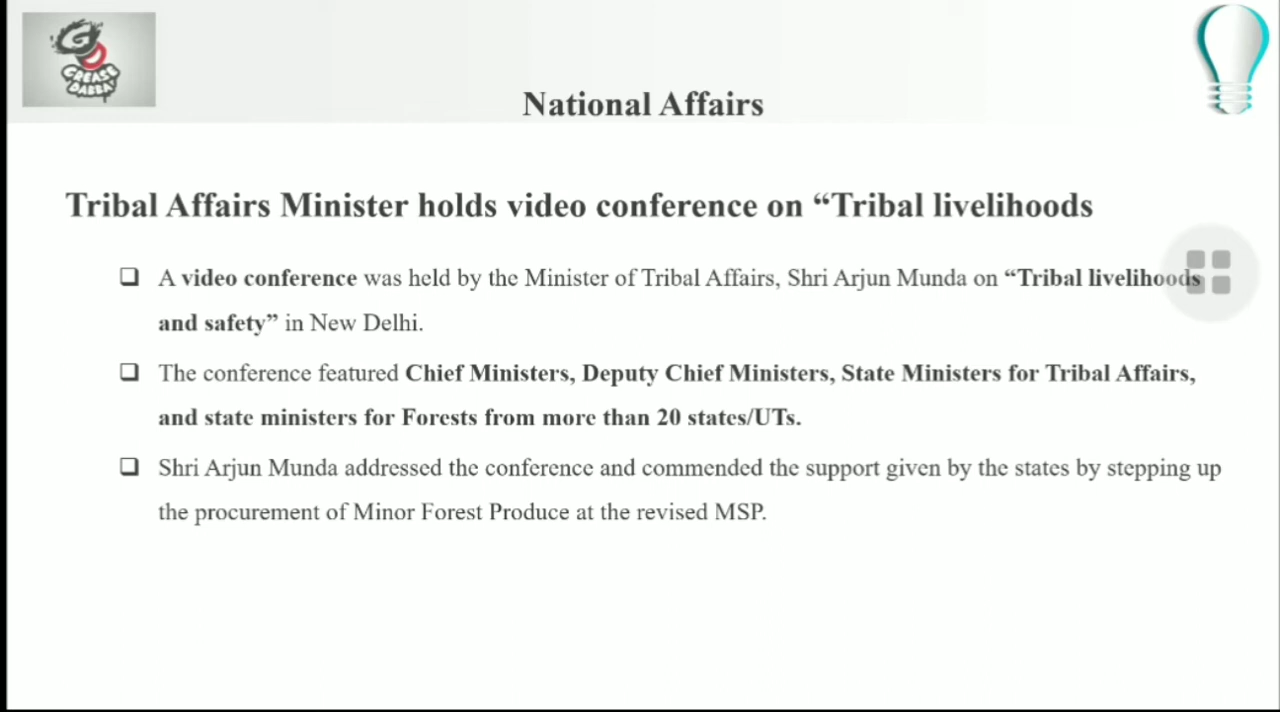 GREASE
DABBA
National Affairs
Tribal Affairs Minister holds video conference on “Tribal livelihoods
❑ A video conference was held by the Minister of Tribal Affairs, Shri Arjun Munda on “Tribal livelihoods
and safety” in New Delhi.
❑ The conference featured Chief Ministers, Deputy Chief Ministers, State Ministers for Tribal Affairs,
and state ministers for Forests from more than 20 states/UTs.
❑ Shri Arjun Munda addressed the conference and commended the support given by the states by stepping up
the procurement of Minor Forest Produce at the revised MSP.